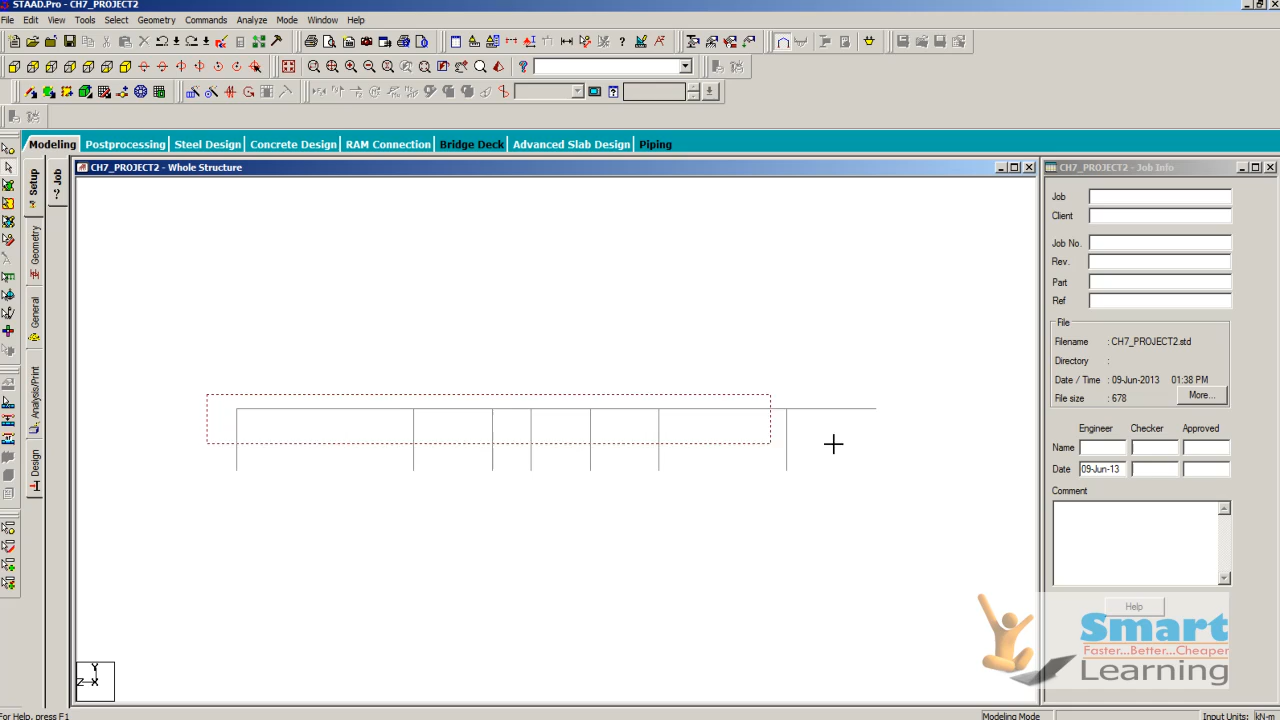 STAAD.Pro - CH7_PROJECT2
File Edit View Tools Select Geometry Commands Analyze Mode Window Help
Modeling Postprocessing Steel Design Concrete Design RAM Connection Bridge Deck Advanced Slab Design Piping
Setup
Geometry
General
Analysis/Print
Design
Job
CH7_PROJECT2 - Whole Structure
Y
Z X
CH7_PROJECT2 - Job Info
Job
Client
Job No.
Rev.
Part
Ref
File
Filename : CH7_PROJECT2.std
Directory :
Date / Time : 09-Jun-2013 01:38 PM
File size : 678
More...
Engineer Checker Approved
Name
Date 09-Jun-13
Comment
Help
Smart
Faster...Better...Cheaper
Learning
For Help, press F1
Modeling Mode
Input Units: kN-m